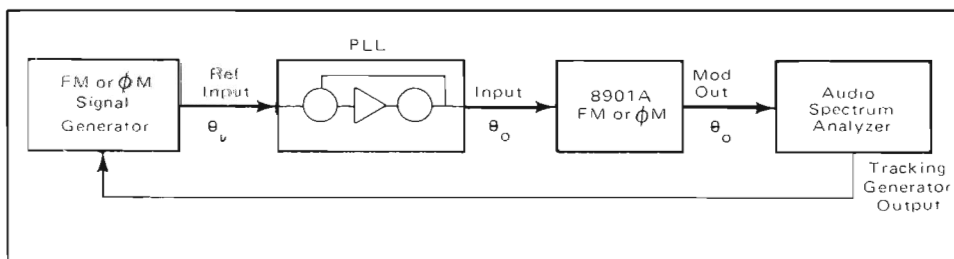 PLL
FM or ϕM
Signal
Generator
Ref
Input
θᵢ
Input
θₒ
8901A
FM or ϕM
Mod
Out
θₒ
Audio
Spectrum
Analyzer
Tracking
Generator
Output